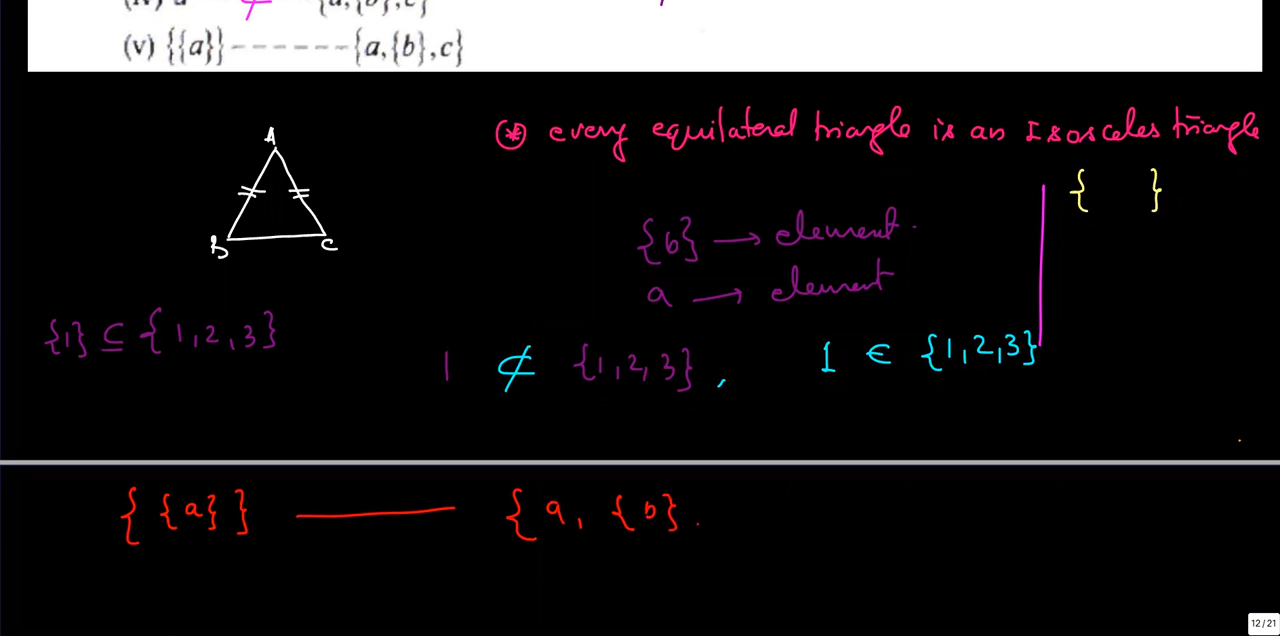 (iv) a ⊄ {a,{b},c}
(v) {{a}} - - - - - - - {a,{b},c}
A
B C
⊛ every equilateral triangle is an Isosceles triangle
{ }
{b} → element.
a → element
{1} ⊆ {1,2,3}
1 ⊄ {1,2,3}, 1 ∈ {1,2,3}
{ {a} } —— { a, {b}.
12/21